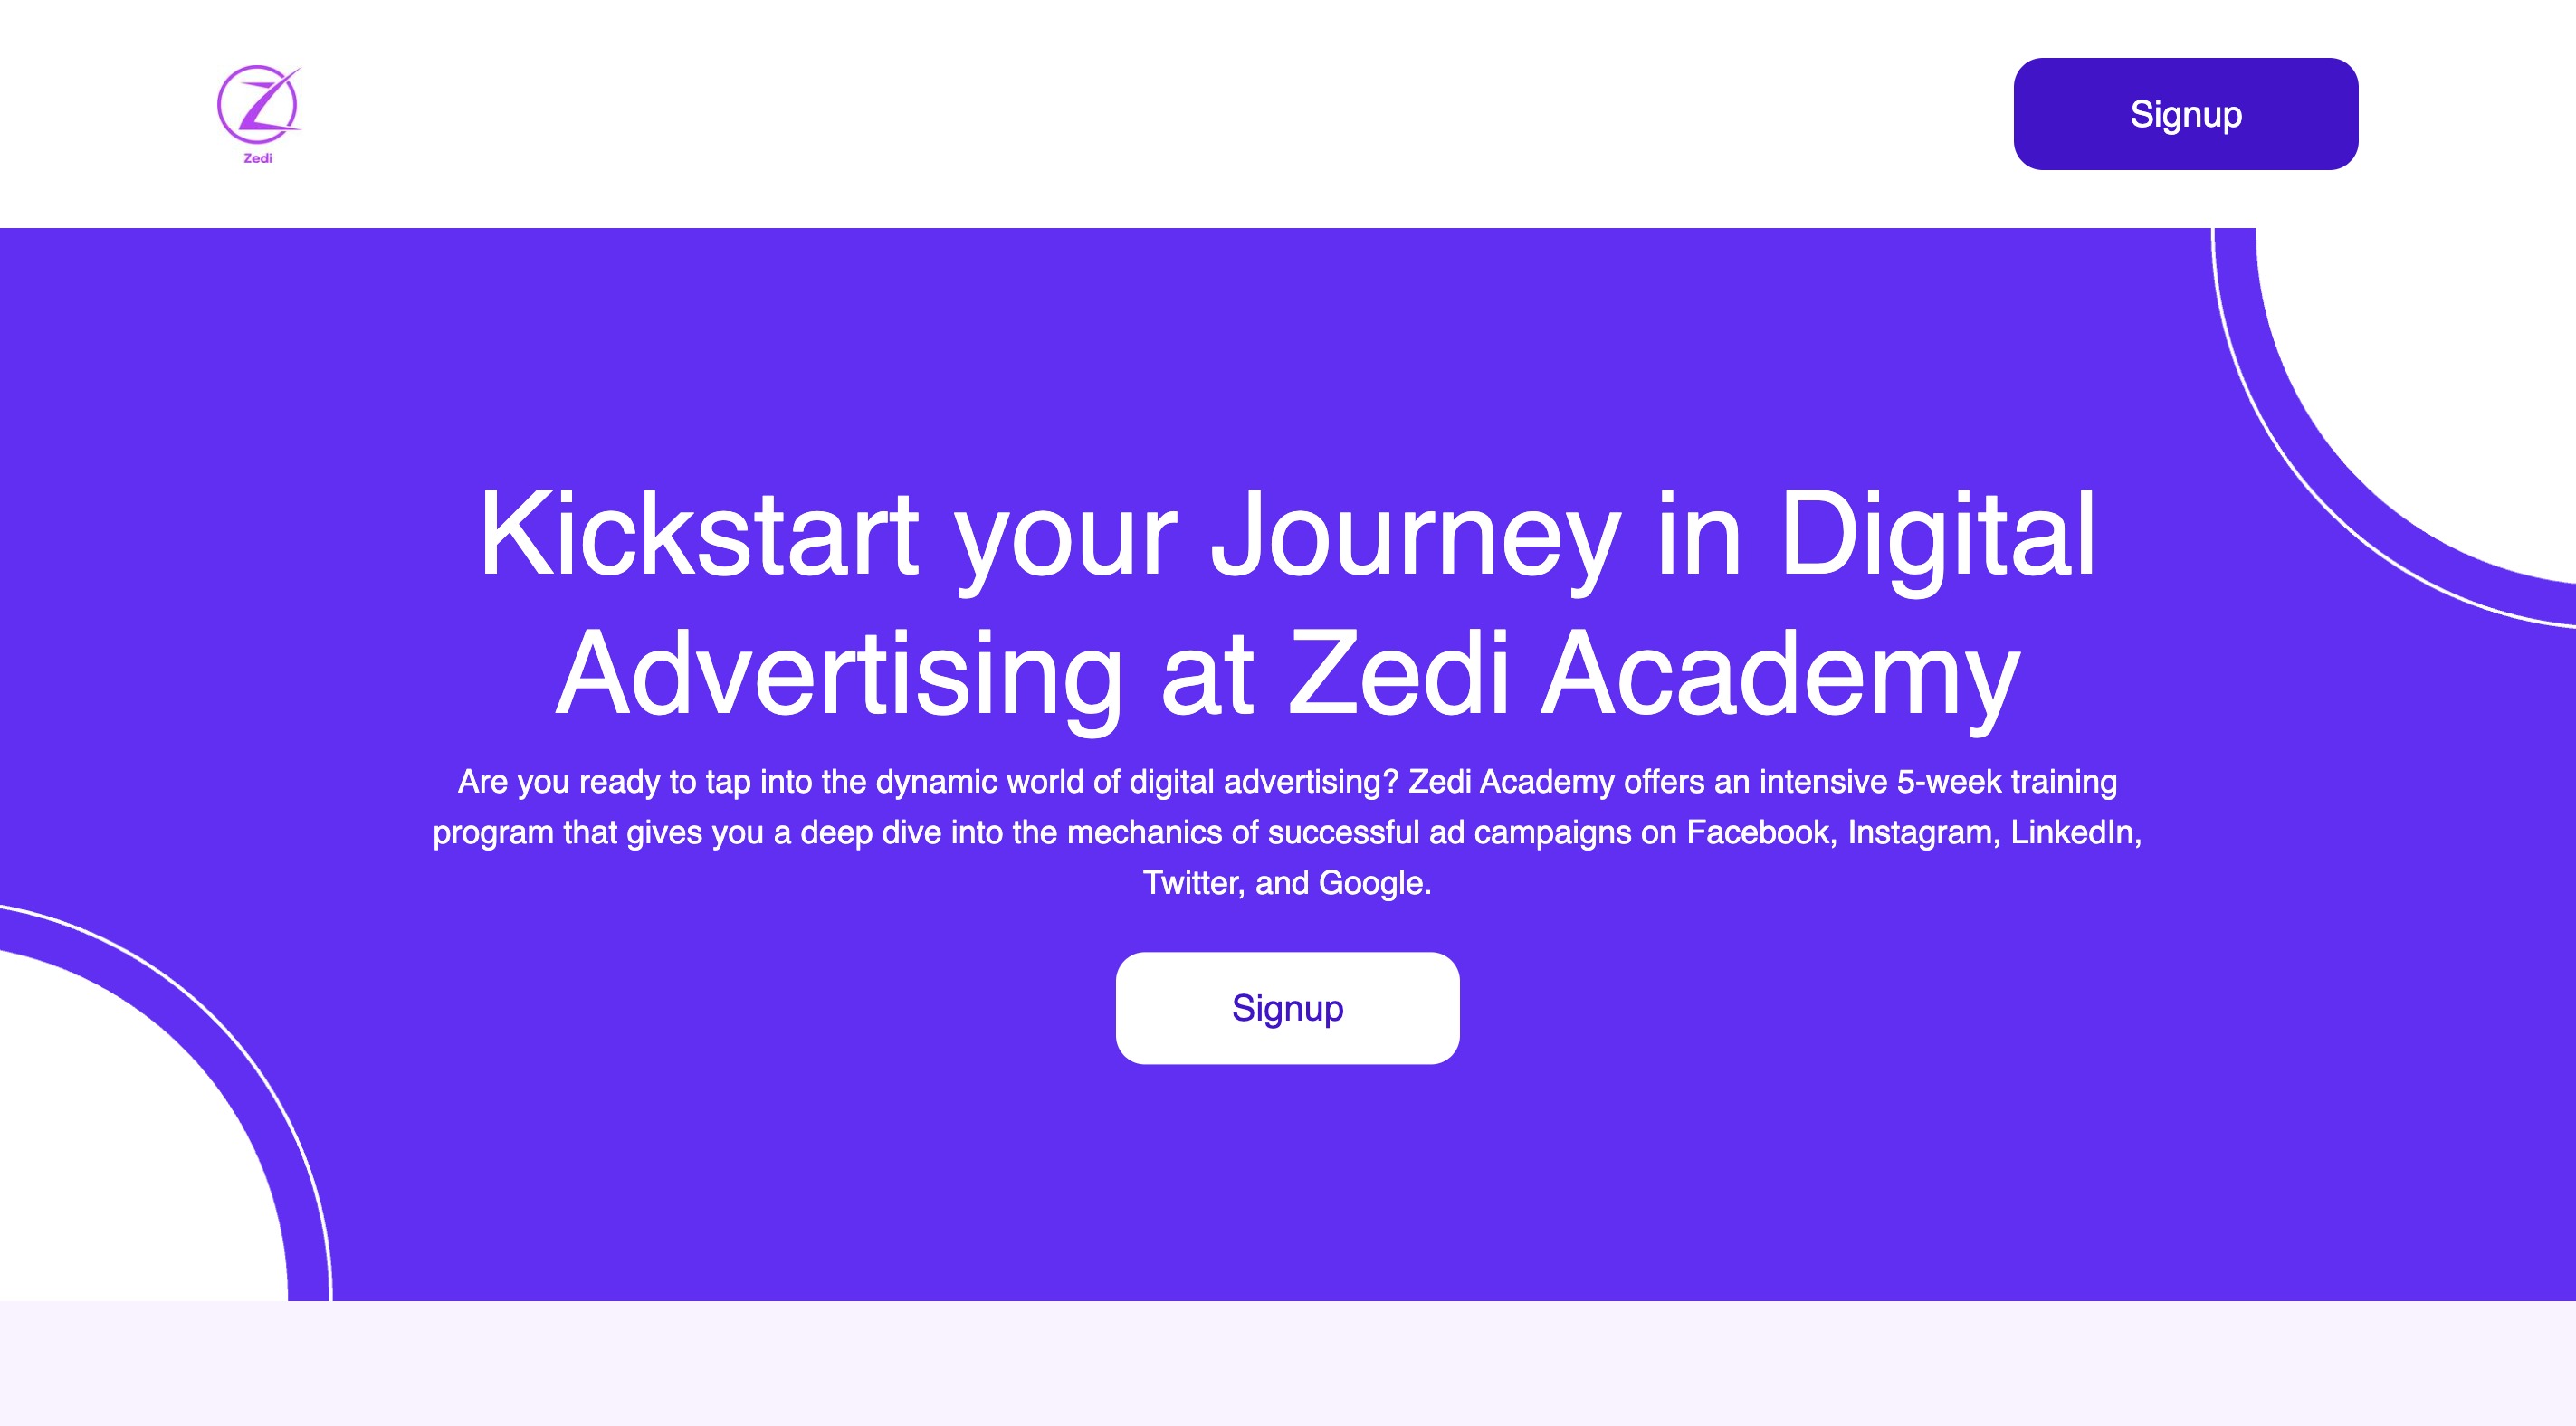 Zedi
Signup
Kickstart your Journey in Digital
Advertising at Zedi Academy
Are you ready to tap into the dynamic world of digital advertising? Zedi Academy offers an intensive 5-week training
program that gives you a deep dive into the mechanics of successful ad campaigns on Facebook, Instagram, LinkedIn,
Twitter, and Google.
Signup